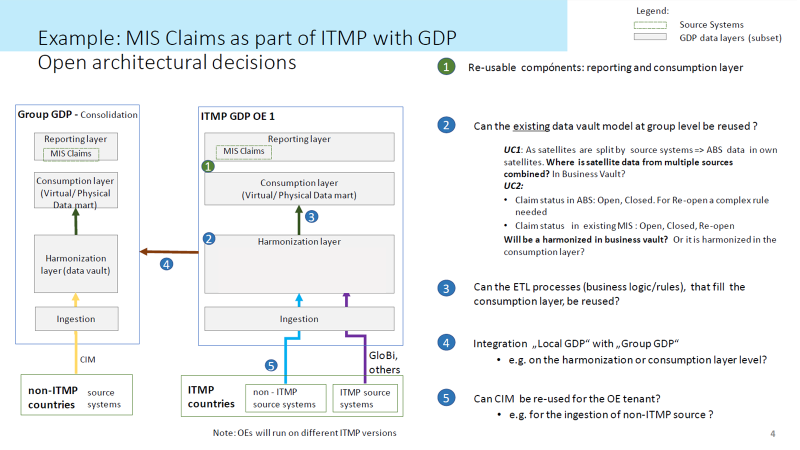 Legend:
Source Systems
GDP data layers (subset)
Example: MIS Claims as part of ITMP with GDP
Open architectural decisions
Group GDP - Consolidation
Reporting layer
MIS Claims
Consumption layer
(Virtual/ Physical
Data mart)
Harmonization
layer (data vault)
Ingestion
CIM
non-ITMP
countries
source
systems
ITMP GDP OE 1
Reporting layer
MIS Claims
1
Consumption layer
(Virtual/ Physical Data mart)
3
2
Harmonization layer
4
Ingestion
5
GloBi,
others
ITMP
countries
non - ITMP
source systems
ITMP source
systems
Note: OEs will run on different ITMP versions
1 Re-usable compónents: reporting and consumption layer
2 Can the existing data vault model at group level be reused ?
UC1: As satellites are split by source systems => ABS data in own
satellites. Where is satellite data from multiple sources
combined? In Business Vault?
UC2:
• Claim status in ABS: Open, Closed. For Re-open a complex rule
needed
• Claim status in existing MIS : Open, Closed, Re-open
Will be a harmonized in business vault? Or it is harmonized in the
consumption layer?
3 Can the ETL processes (business logic/rules), that fill the
consumption layer, be reused?
4 Integration „Local GDP“ with „Group GDP“
• e.g. on the harmonization or consumption layer level?
5 Can CIM be re-used for the OE tenant?
• e.g. for the ingestion of non-ITMP source ?
4